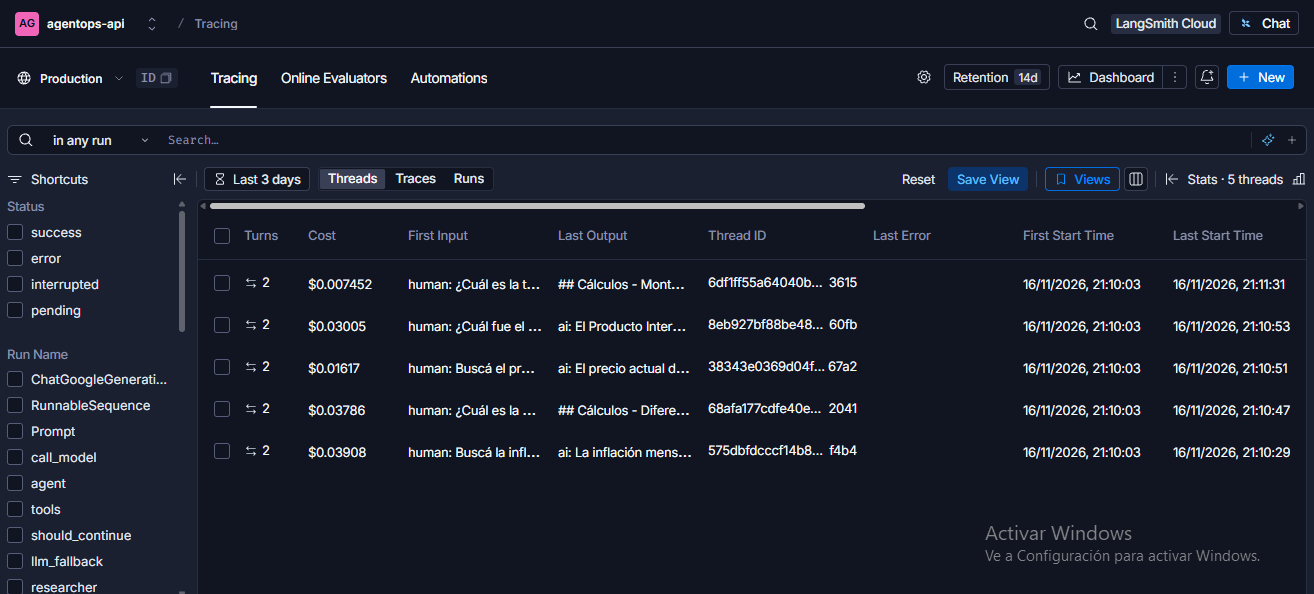 AG agentops-api / Tracing LangSmith Cloud Chat
Production ID Tracing Online Evaluators Automations Retention 14d Dashboard + New
in any run Search...
Shortcuts Last 3 days Threads Traces Runs Reset Save View Views Stats · 5 threads
Status
success
error
interrupted
pending
Run Name
ChatGoogleGenerati...
RunnableSequence
Prompt
call_model
agent
tools
should_continue
llm_fallback
researcher
Turns Cost First Input Last Output Thread ID Last Error First Start Time Last Start Time
2 $0.007452 human: ¿Cuál es la t... ## Cálculos - Mont... 6df1ff55a64040b... 3615 16/11/2026, 21:10:03 16/11/2026, 21:11:31
2 $0.03005 human: ¿Cuál fue el ... ai: El Producto Inter... 8eb927bf88be48... 60fb 16/11/2026, 21:10:03 16/11/2026, 21:10:53
2 $0.01617 human: Buscá el pr... ai: El precio actual d... 38343e0369d04f... 67a2 16/11/2026, 21:10:03 16/11/2026, 21:10:51
2 $0.03786 human: ¿Cuál es la ... ## Cálculos - Difere... 68afa177cdfe40e... 2041 16/11/2026, 21:10:03 16/11/2026, 21:10:47
2 $0.03908 human: Buscá la infl... ai: La inflación mens... 575dbfdcccf14b8... f4b4 16/11/2026, 21:10:03 16/11/2026, 21:10:29
Activar Windows
Ve a Configuración para activar Windows.